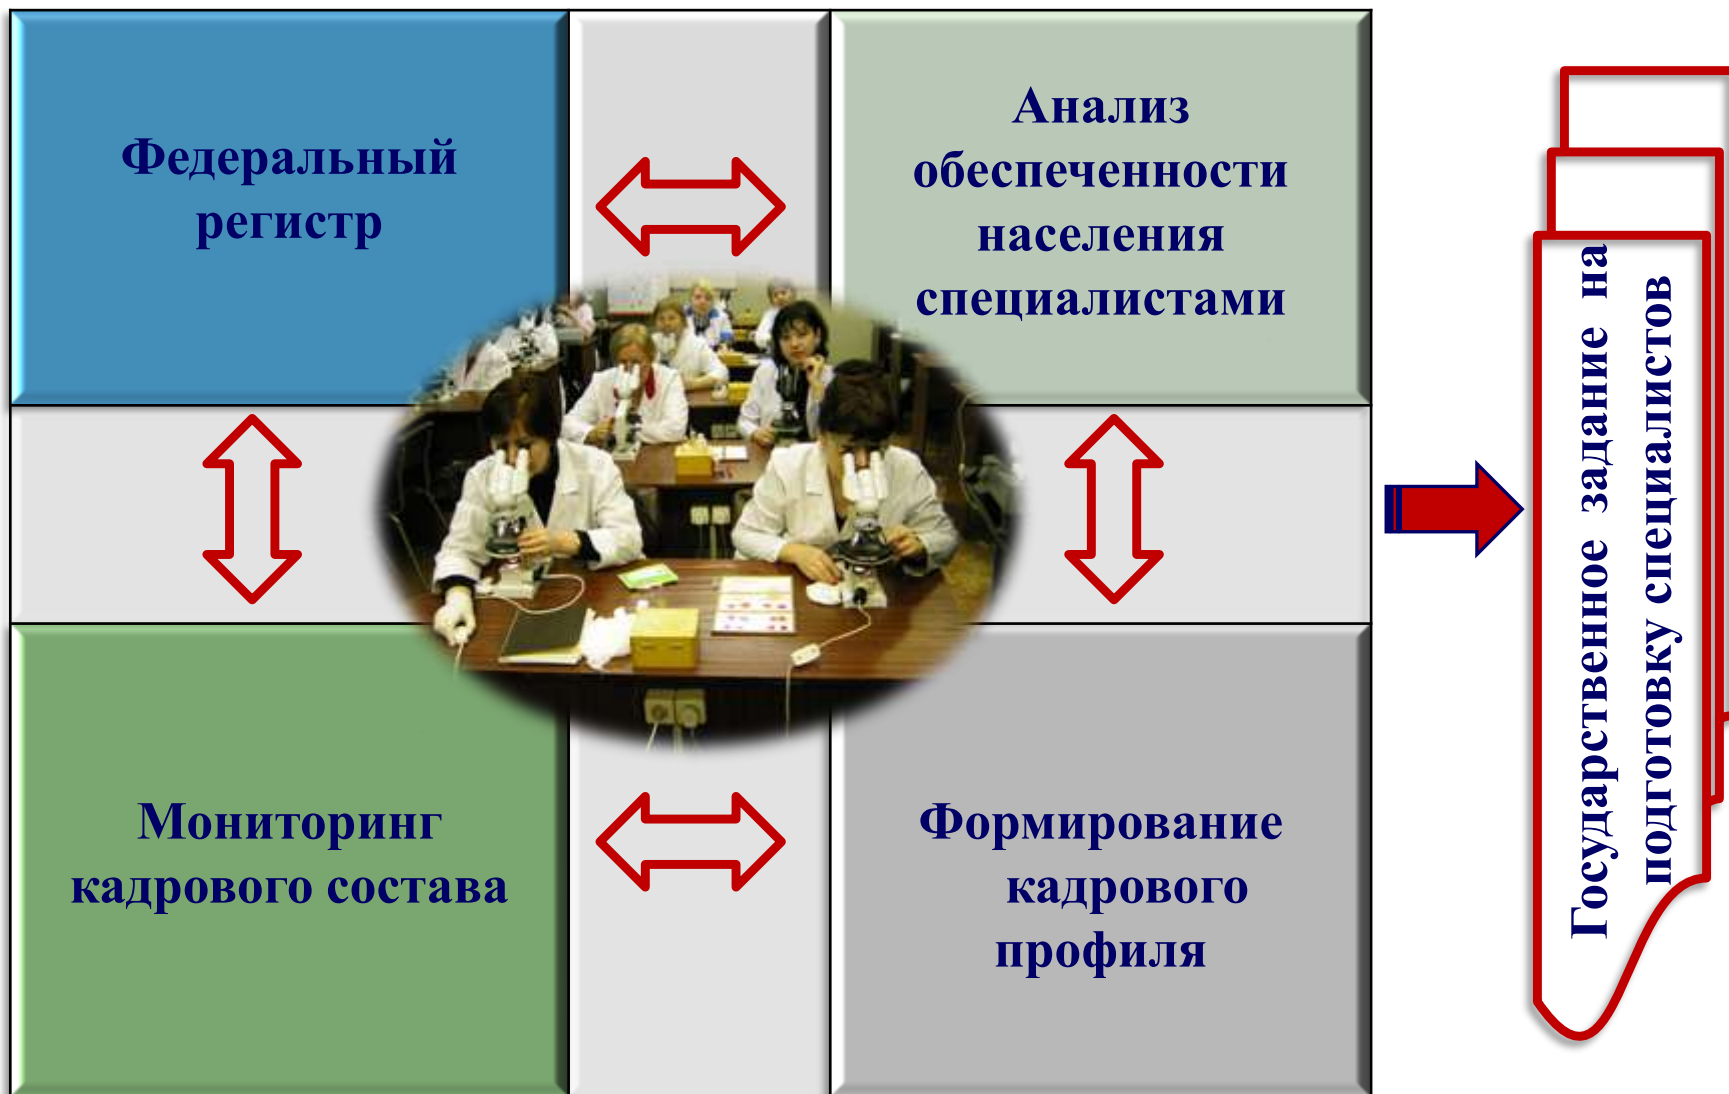 Федеральный
регистр
Анализ
обеспеченности
населения
специалистами
Мониторинг
кадрового состава
Формирование
кадрового
профиля
Государственное задание на
подготовку специалистов